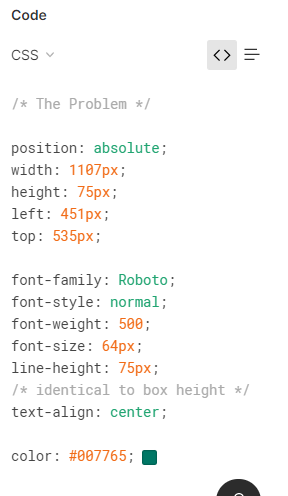 Code
CSS
<>
/* The Problem */
position: absolute;
width: 1107px;
height: 75px;
left: 451px;
top: 535px;
font-family: Roboto;
font-style: normal;
font-weight: 500;
font-size: 64px;
line-height: 75px;
/* identical to box height */
text-align: center;
color: #007765;